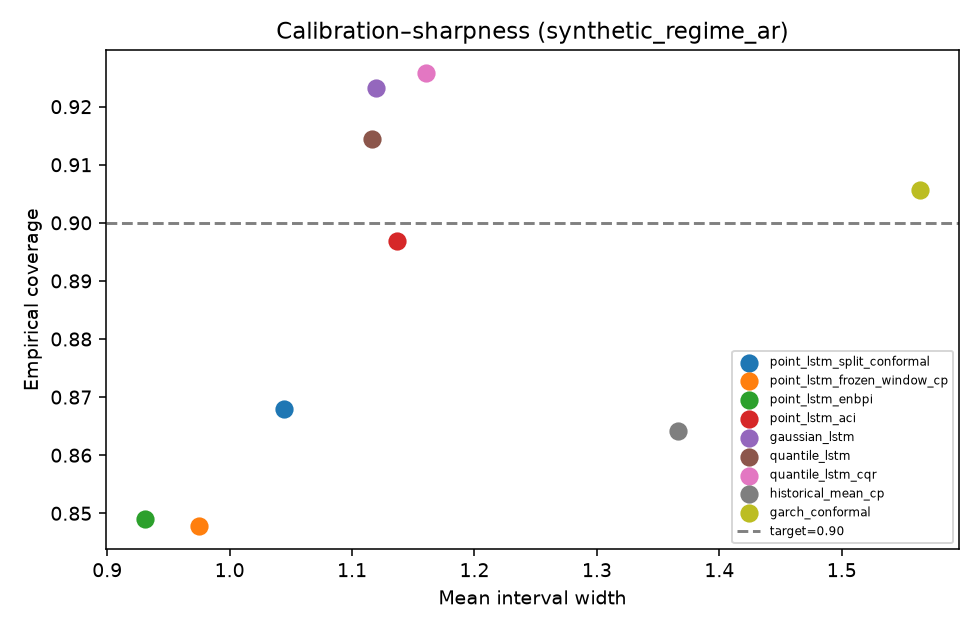 Calibration–sharpness (synthetic_regime_ar)
Empirical coverage
0.92
0.91
0.90
0.89
0.88
0.87
0.86
0.85
point_lstm_split_conformal
point_lstm_frozen_window_cp
point_lstm_enbpi
point_lstm_aci
gaussian_lstm
quantile_lstm
quantile_lstm_cqr
historical_mean_cp
garch_conformal
target=0.90
0.9 1.0 1.1 1.2 1.3 1.4 1.5
Mean interval width